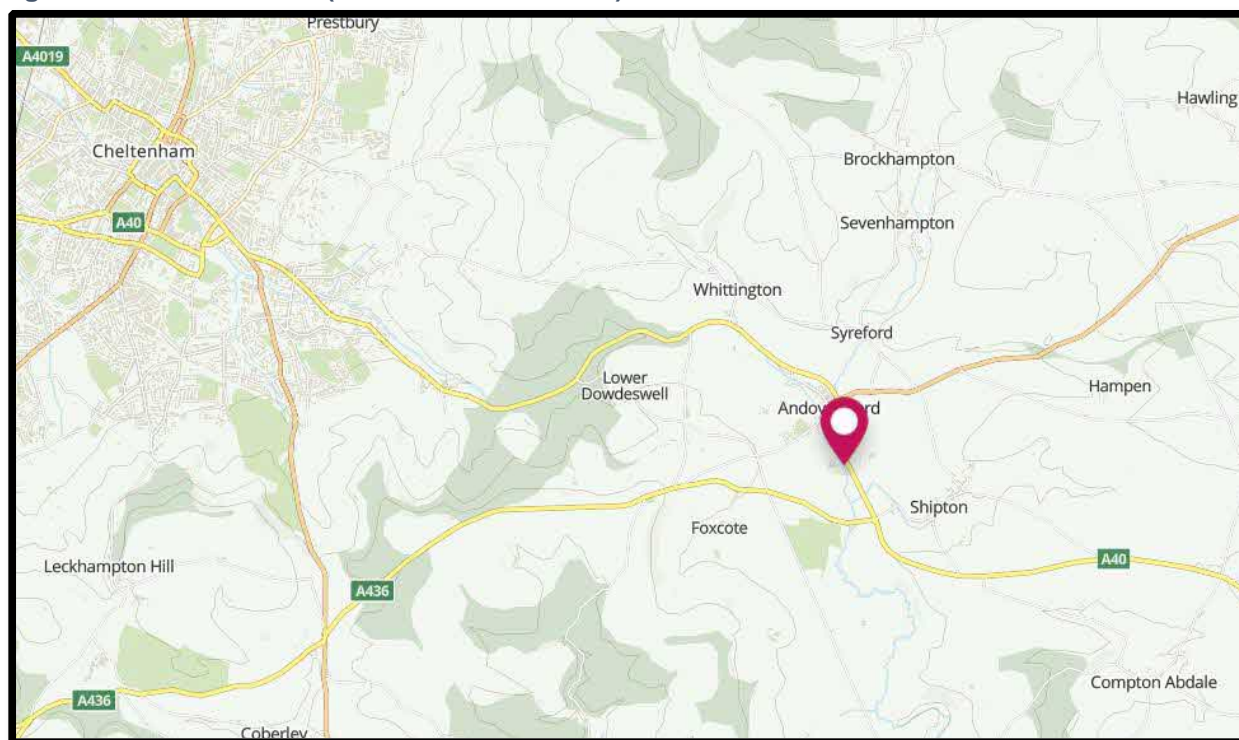 Prestbury
A4019
Hawling
Cheltenham
Brockhampton
A40
Sevenhampton
Whittington
Syreford
Lower
Dowdeswell
Hampen
Shipton
Foxcote
A40
Leckhampton Hill
A436
Compton Abdale
A436
Coberley